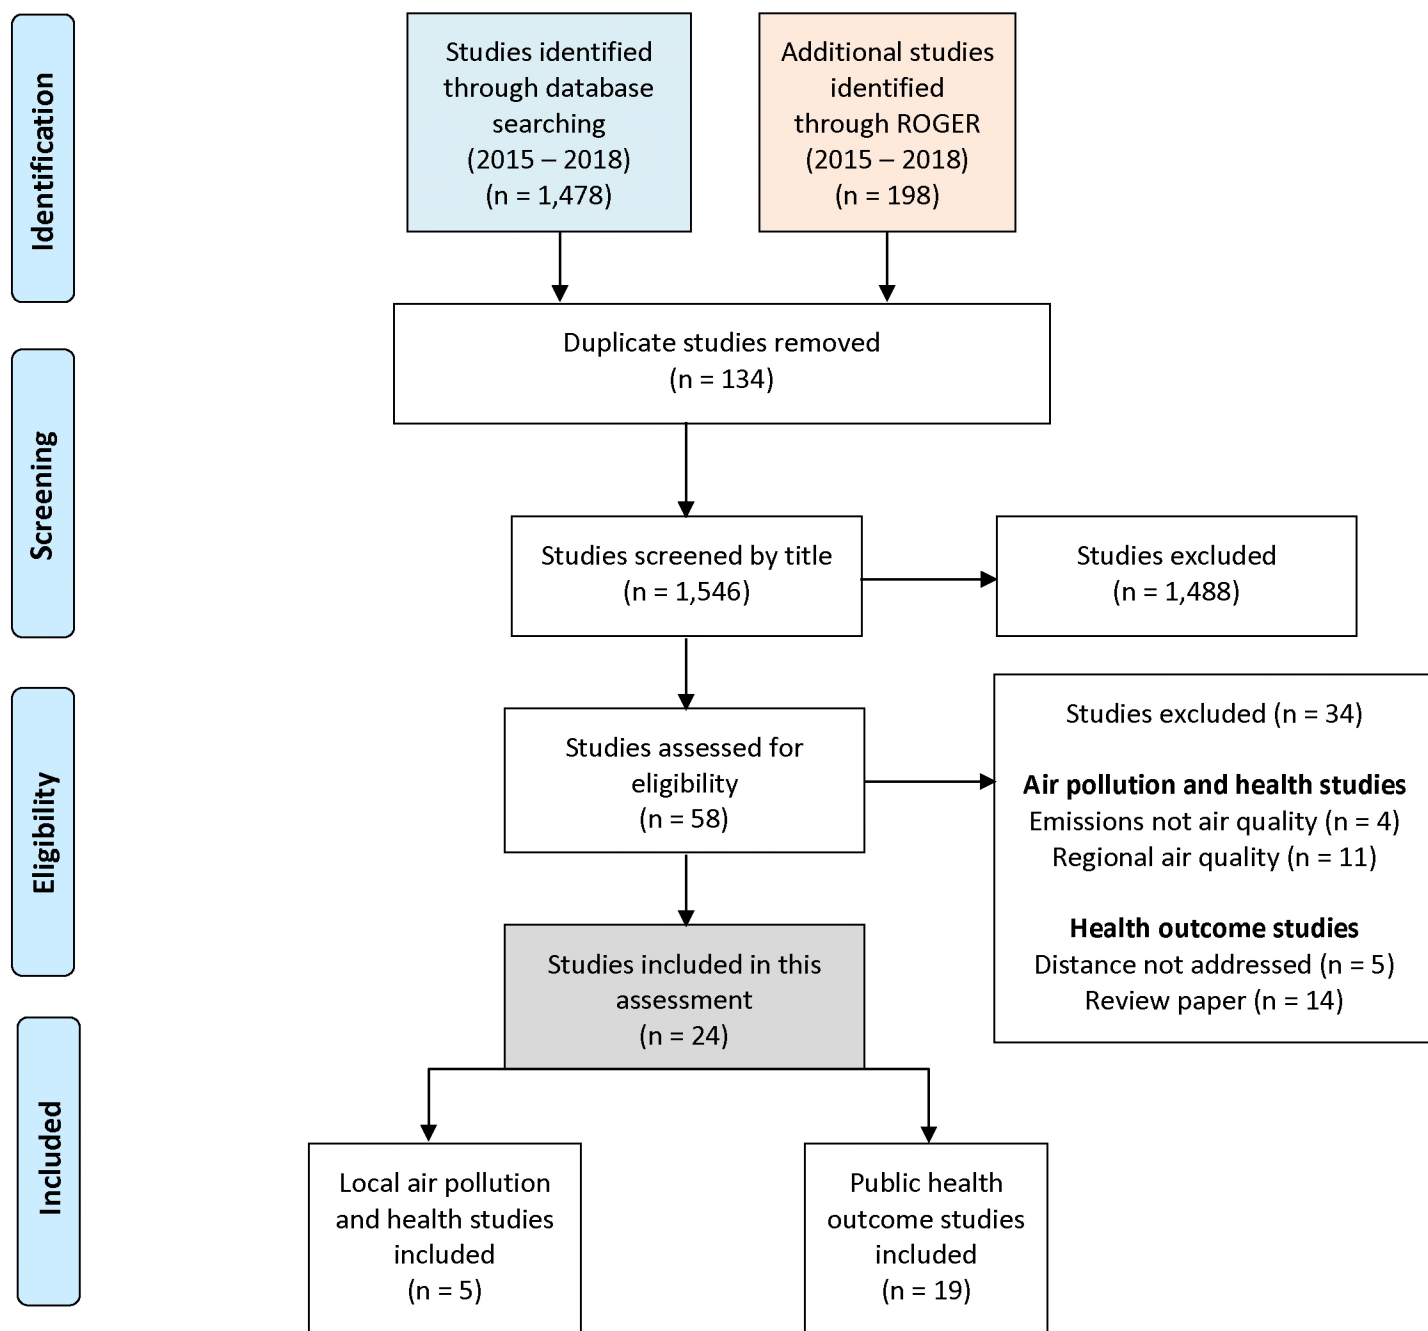 Identification
Studies identified
through database
searching
(2015 – 2018)
(n = 1,478)
Additional studies
identified
through ROGER
(2015 – 2018)
(n = 198)
Duplicate studies removed
(n = 134)
Screening
Studies screened by title
(n = 1,546)
Studies excluded
(n = 1,488)
Eligibility
Studies assessed for
eligibility
(n = 58)
Studies excluded (n = 34)
Air pollution and health studies
Emissions not air quality (n = 4)
Regional air quality (n = 11)
Health outcome studies
Distance not addressed (n = 5)
Review paper (n = 14)
Studies included in this
assessment
(n = 24)
Included
Local air pollution
and health studies
included
(n = 5)
Public health
outcome studies
included
(n = 19)